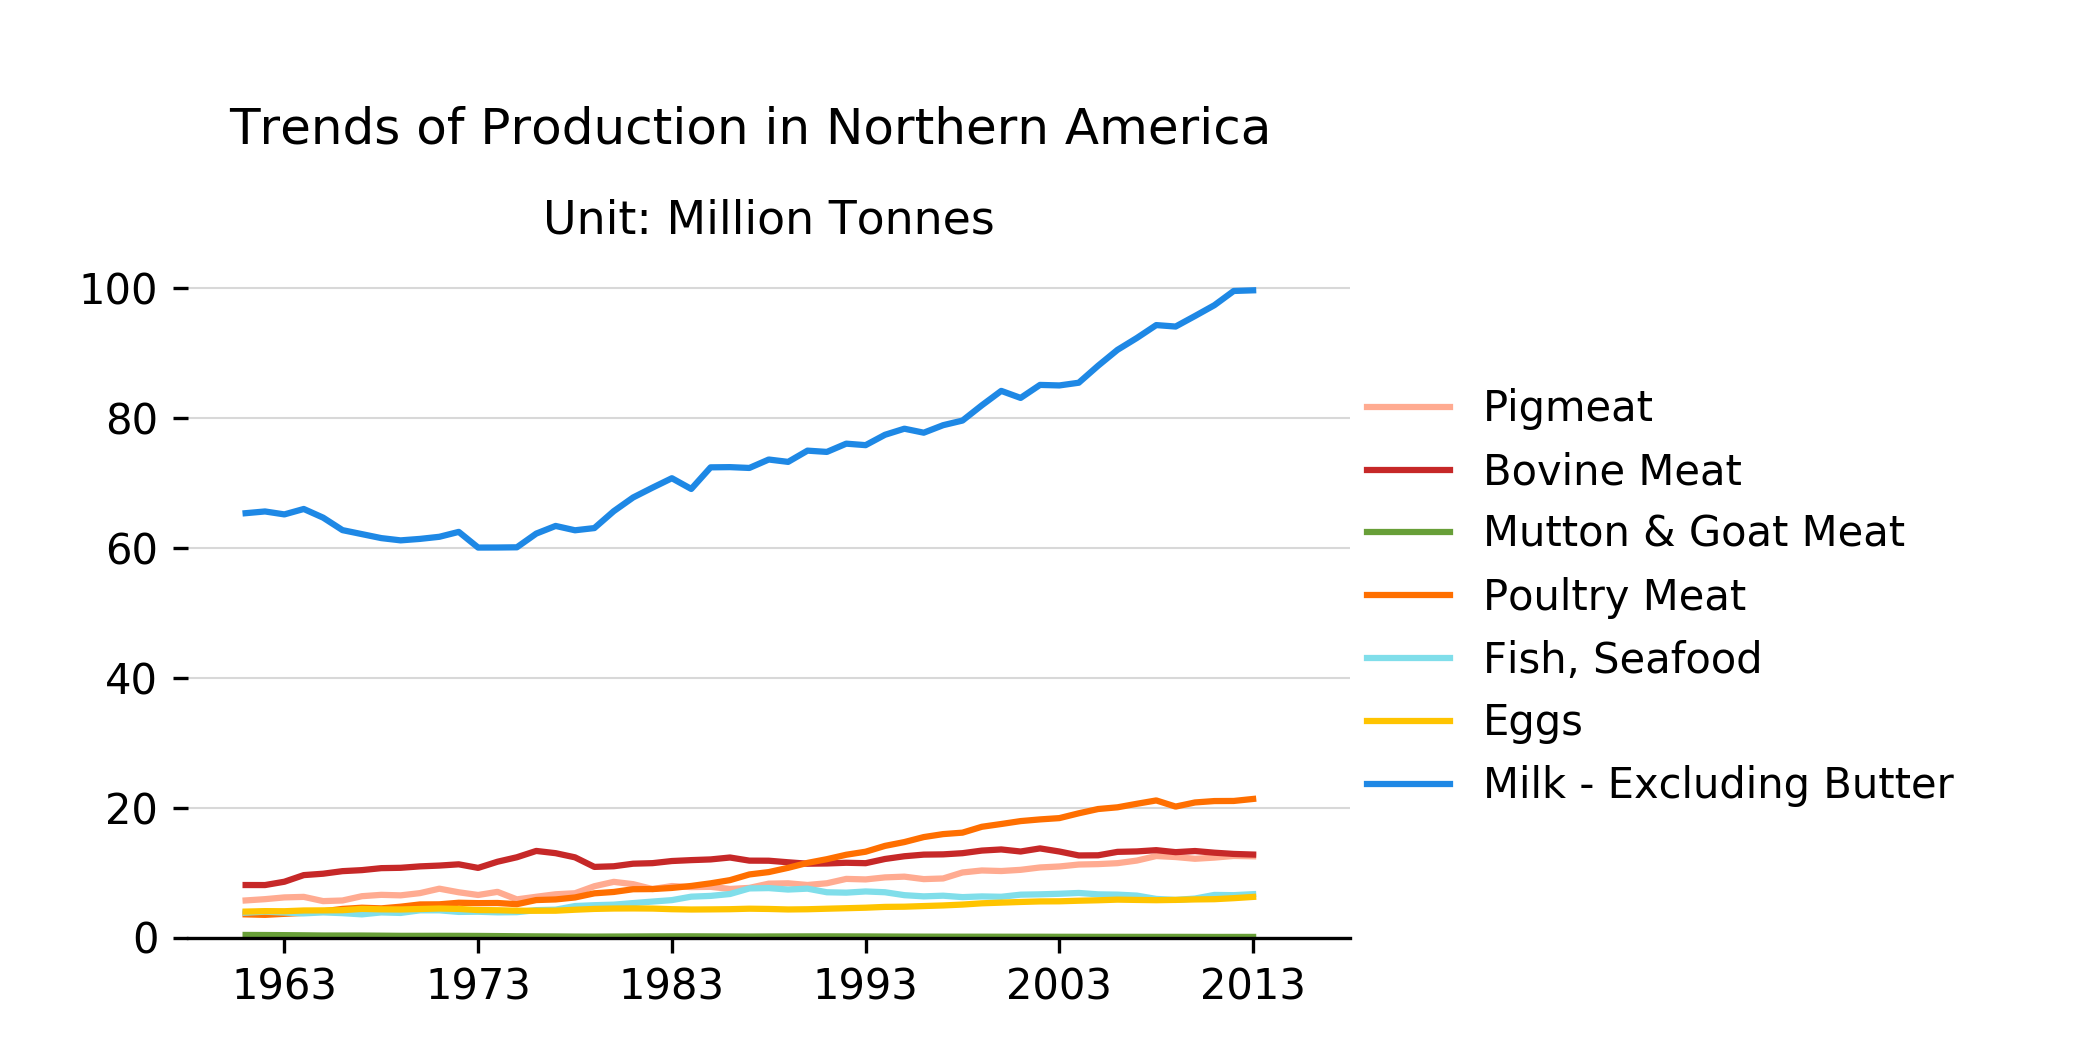 Trends of Production in Northern America
Unit: Million Tonnes
100
80
60
40
20
0
1963 1973 1983 1993 2003 2013
Pigmeat
Bovine Meat
Mutton & Goat Meat
Poultry Meat
Fish, Seafood
Eggs
Milk - Excluding Butter